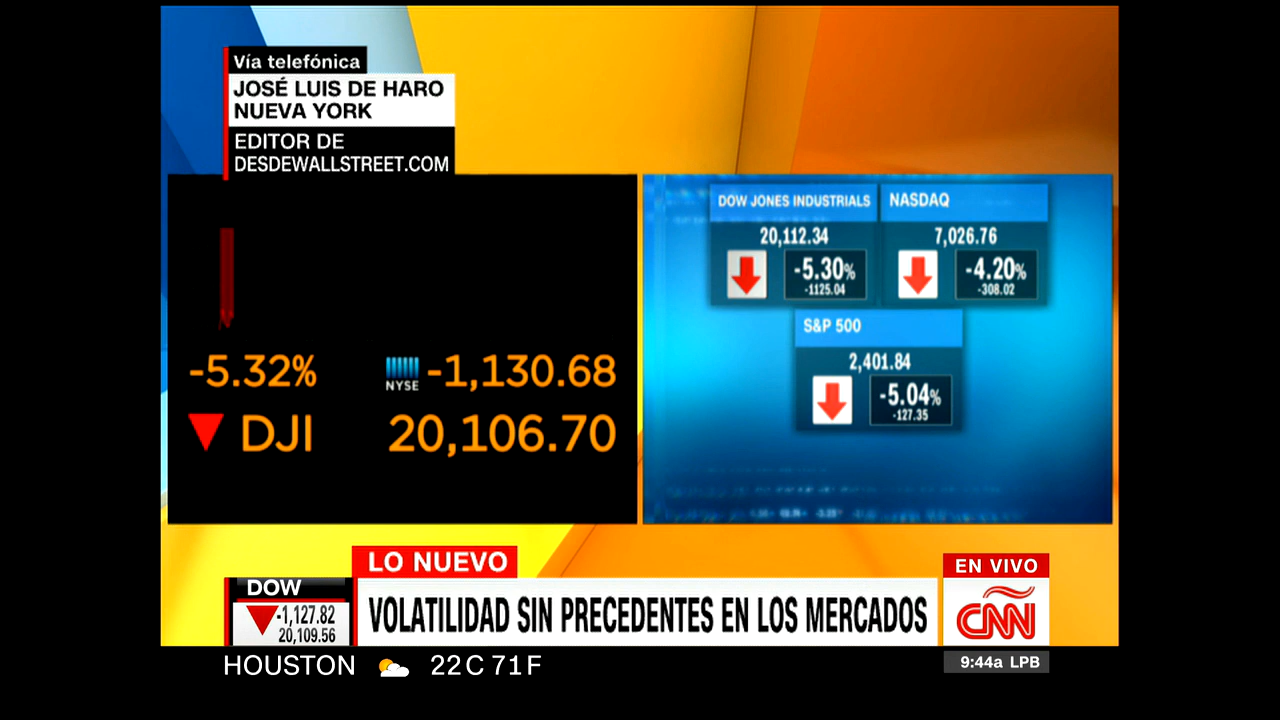 Vía telefónica
JOSÉ LUIS DE HARO
NUEVA YORK
EDITOR DE
DESDEWALLSTREET.COM
-5.32%
NYSE
-1,130.68
DJI
20,106.70
DOW JONES INDUSTRIALS
20,112.34
-5.30%
-1125.04
NASDAQ
7,026.76
-4.20%
-308.02
S&P 500
2,401.84
-5.04%
-127.35
LO NUEVO
DOW
-1,127.82
20,109.56
VOLATILIDAD SIN PRECEDENTES EN LOS MERCADOS
EN VIVO
CNN
HOUSTON 22C 71F
9:44a LPB